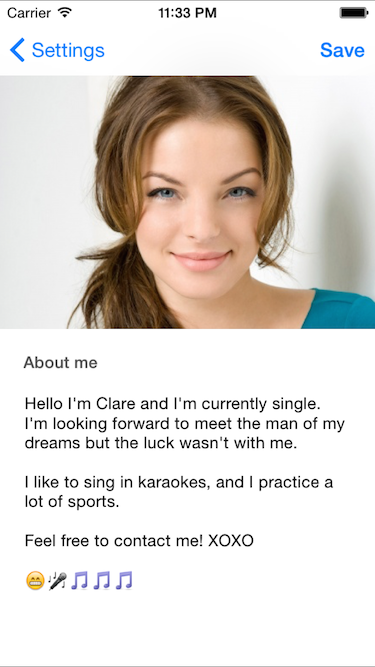 Carrier 11:33 PM
Settings Save
About me
Hello I'm Clare and I'm currently single.
I'm looking forward to meet the man of my
dreams but the luck wasn't with me.
I like to sing in karaokes, and I practice a
lot of sports.
Feel free to contact me! XOXO
😁🎤🎵🎵🎵